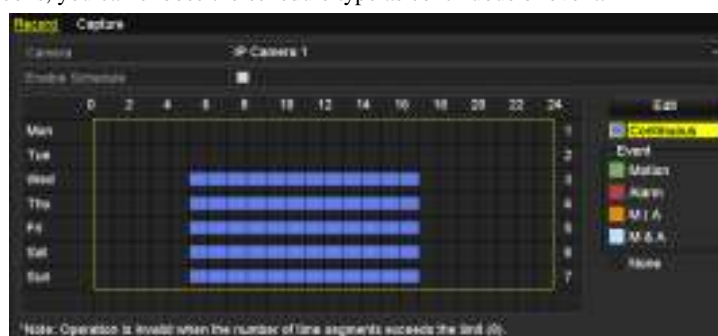 Record Capture
Camera IP Camera 1
Enable Schedule
0 2 4 6 8 10 12 14 16 18 20 22 24 Edit
Mon 1 Continuous
Tue 2 Event
Wed 3 Motion
Thu 4 Alarm
Fri 5 M | A
Sat 6 M & A
Sun 7 None
*Note: Operation is invalid when the number of time segments exceeds the limit (8).